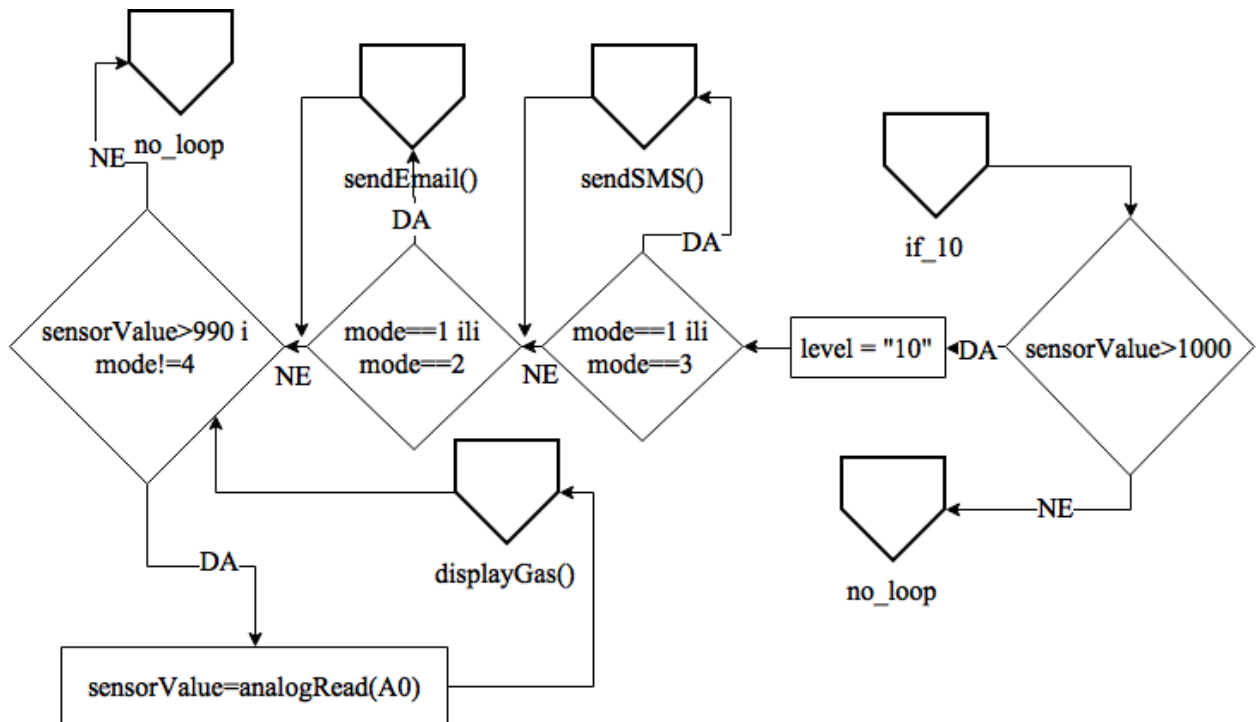 no_loop
NE
sendEmail()
DA
sendSMS()
DA
if_10
sensorValue>990 i
mode!=4
NE
mode==1 ili
mode==2
NE
mode==1 ili
mode==3
level = "10"
DA
sensorValue>1000
DA
displayGas()
NE
no_loop
sensorValue=analogRead(A0)